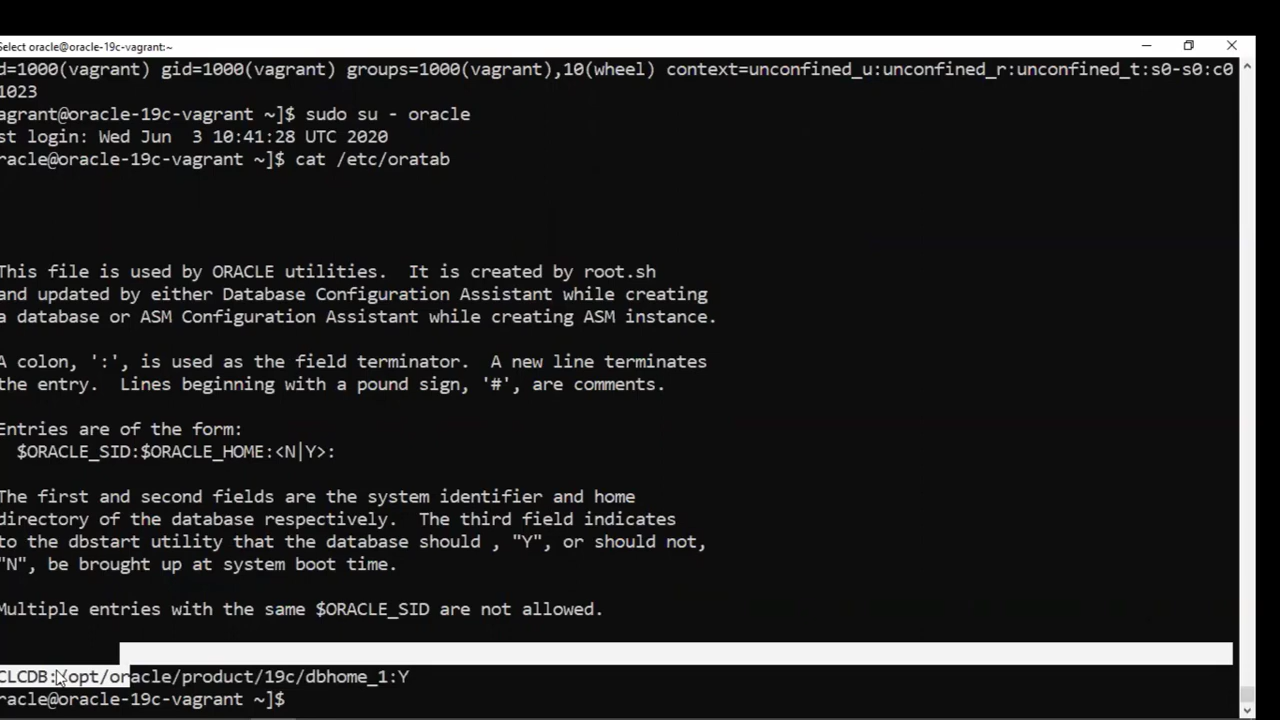 Select oracle@oracle-19c-vagrant:~
d=1000(vagrant) gid=1000(vagrant) groups=1000(vagrant),10(wheel) context=unconfined_u:unconfined_r:unconfined_t:s0-s0:c0
1023
agrant@oracle-19c-vagrant ~]$ sudo su - oracle
st login: Wed Jun  3 10:41:28 UTC 2020
racle@oracle-19c-vagrant ~]$ cat /etc/oratab
This file is used by ORACLE utilities.  It is created by root.sh
and updated by either Database Configuration Assistant while creating
a database or ASM Configuration Assistant while creating ASM instance.
A colon, ':', is used as the field terminator.  A new line terminates
the entry.  Lines beginning with a pound sign, '#', are comments.
Entries are of the form:
$ORACLE_SID:$ORACLE_HOME:<N|Y>:
The first and second fields are the system identifier and home
directory of the database respectively.  The third field indicates
to the dbstart utility that the database should , "Y", or should not,
"N", be brought up at system boot time.
Multiple entries with the same $ORACLE_SID are not allowed.
CLCDB:/opt/oracle/product/19c/dbhome_1:Y
racle@oracle-19c-vagrant ~]$